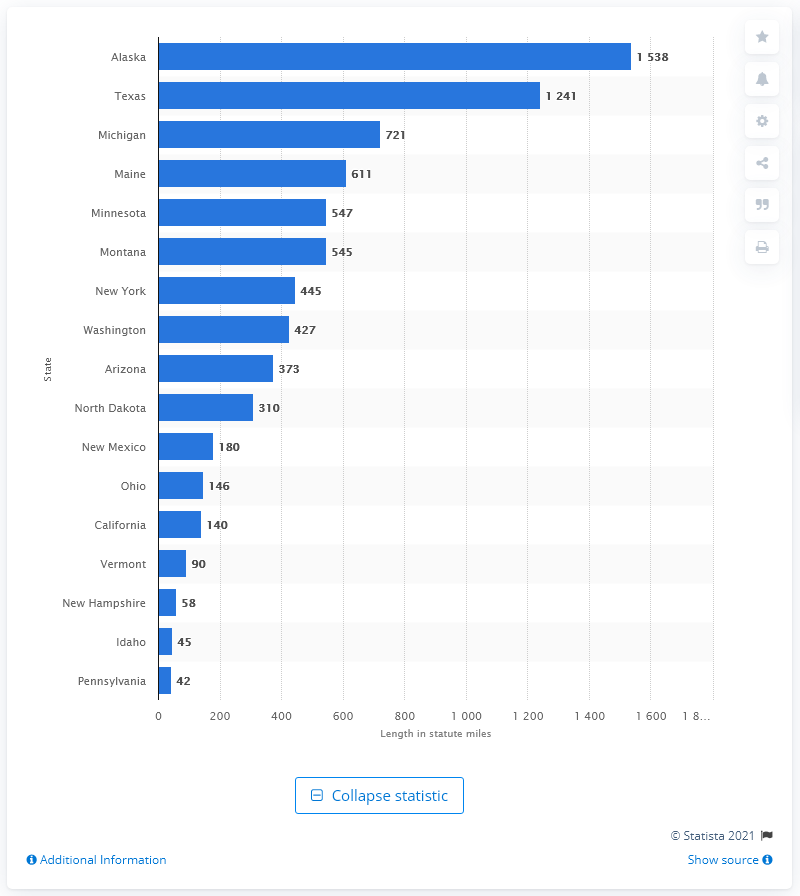 Alaska 1 538
Texas 1 241
Michigan 721
Maine 611
Minnesota 547
Montana 545
New York 445
Washington 427
State
Arizona 373
North Dakota 310
New Mexico 180
Ohio 146
California 140
Vermont 90
New Hampshire 58
Idaho 45
Pennsylvania 42
0 200 400 600 800 1 000 1 200 1 400 1 600 1 8...
Length in statute miles
Collapse statistic
© Statista 2021
Additional Information Show source